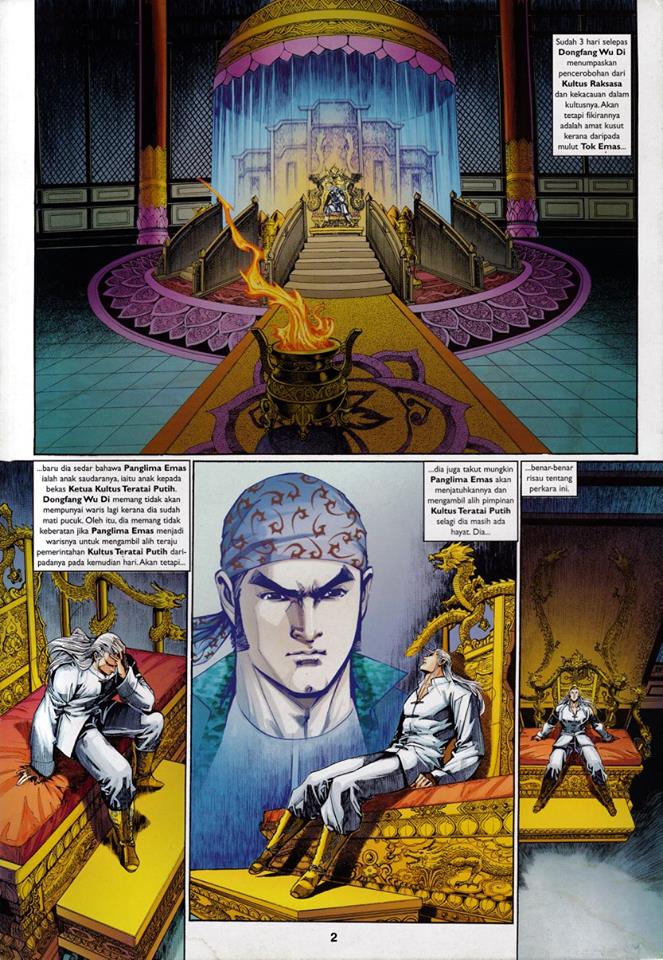 Sudah 3 hari selepas
Dongfang Wu Di
menumpaskan
pencerobohan dari
Kultus Raksasa
dan kekacauan dalam
kultusnya. Akan
tetapi fikirannya
adalah amat kusut
kerana daripada
mulut Tok Emas...
...baru dia sedar bahawa Panglima Emas
ialah anak saudaranya, iaitu anak kepada
bekas Ketua Kultus Teratai Putih.
Dongfang Wu Di memang tidak akan
mempunyai waris lagi kerana dia sudah
mati pucuk. Oleh itu, dia memang tidak
keberatan jika Panglima Emas menjadi
warisnya untuk mengambil alih teraju
pemerintahan Kultus Teratai Putih dari-
padanya pada kemudian hari. Akan tetapi...
...dia juga takut mungkin
Panglima Emas akan
menjatuhkannya dan
mengambil alih pimpinan
Kultus Teratai Putih
selagi dia masih ada
hayat. Dia...
...benar-benar
risau tentang
perkara ini.
2